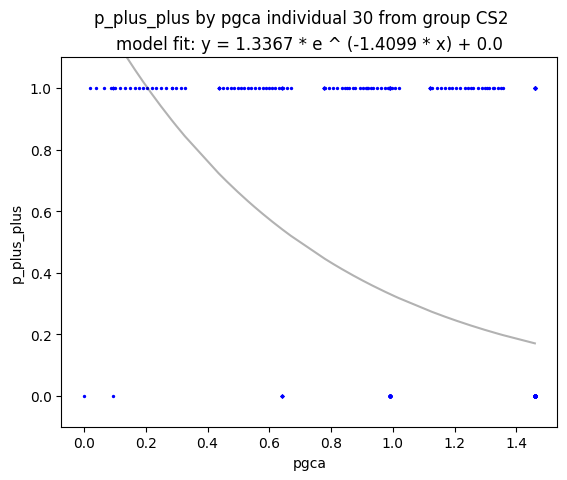 p_plus_plus by pgca individual 30 from group CS2
model fit: y = 1.3367 * e ^ (-1.4099 * x) + 0.0
1.0
0.8
0.6
0.4
0.2
0.0
p_plus_plus
0.0 0.2 0.4 0.6 0.8 1.0 1.2 1.4
pgca